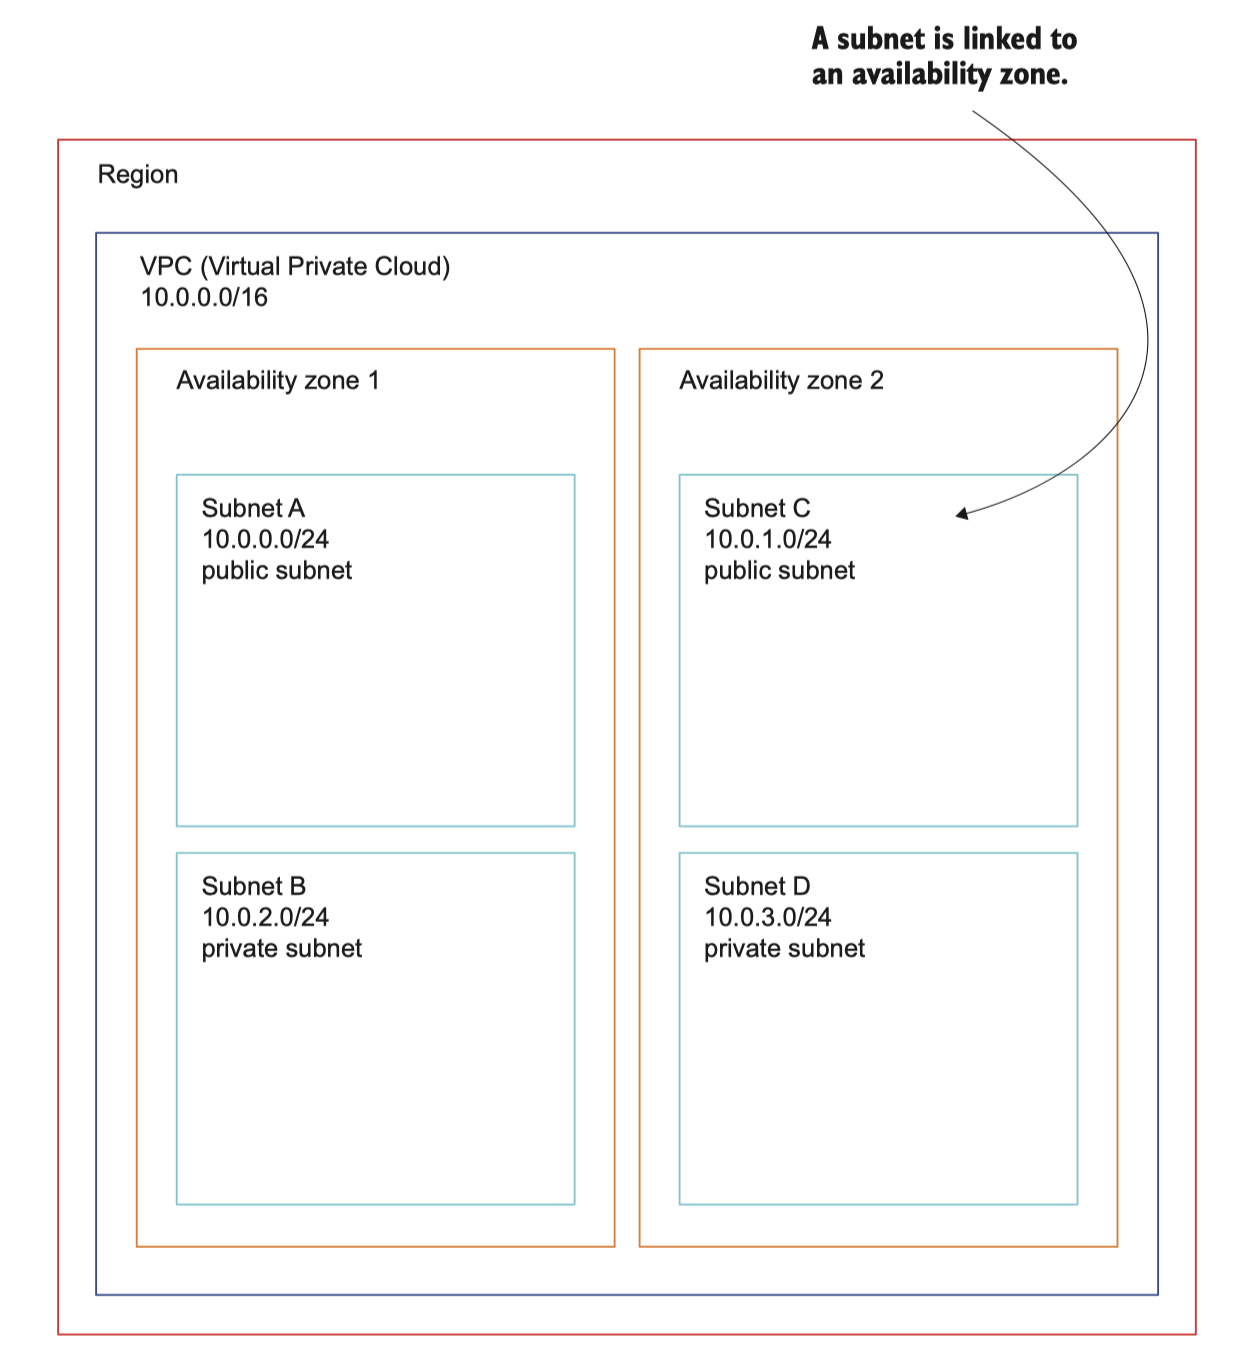 A subnet is linked to
an availability zone.
Region
VPC (Virtual Private Cloud)
10.0.0.0/16
Availability zone 1
Subnet A
10.0.0.0/24
public subnet
Subnet B
10.0.2.0/24
private subnet
Availability zone 2
Subnet C
10.0.1.0/24
public subnet
Subnet D
10.0.3.0/24
private subnet